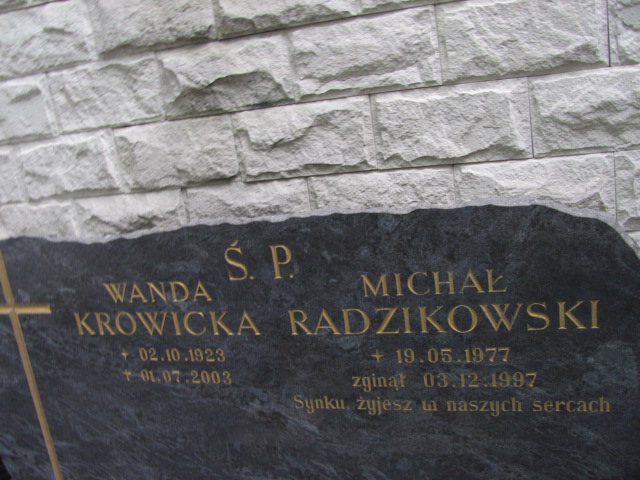 Ś. P.
WANDA
KROWICKA
+ 02.10.1923
✝ 01.07.2003
MICHAŁ
RADZIKOWSKI
+ 19.05.1977
zginął 03.12.1997
Synku, żyjesz w naszych sercach